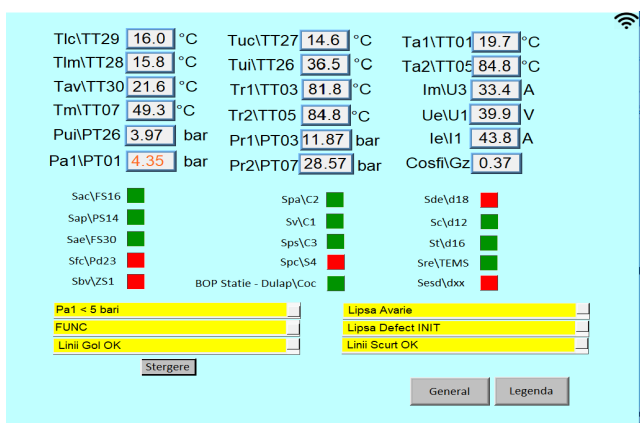 Tlc\TT29 16.0 °C Tuc\TT27 14.6 °C Ta1\TT01 19.7 °C
Tlm\TT28 15.8 °C Tui\TT26 36.5 °C Ta2\TT05 84.8 °C
Tav\TT30 21.6 °C Tr1\TT03 81.8 °C Im\U3 33.4 A
Tm\TT07 49.3 °C Tr2\TT05 84.8 °C Ue\U1 39.9 V
Pui\PT26 3.97 bar Pr1\PT03 11.87 bar Ie\I1 43.8 A
Pa1\PT01 4.35 bar Pr2\PT07 28.57 bar Cosfi\Gz 0.37
Sac\FS16 Spa\C2 Sde\d18
Sap\PS14 Sv\C1 Sc\d12
Sae\FS30 Sps\C3 St\d16
Sfc\Pd23 Spc\S4 Sre\TEMS
Sbv\ZS1 BOP Statie - Dulap\Coc Sesd\dxx
Pa1 < 5 bari Lipsa Avarie
FUNC Lipsa Defect INIT
Linii Gol OK Linii Scurt OK
Stergere
General Legenda